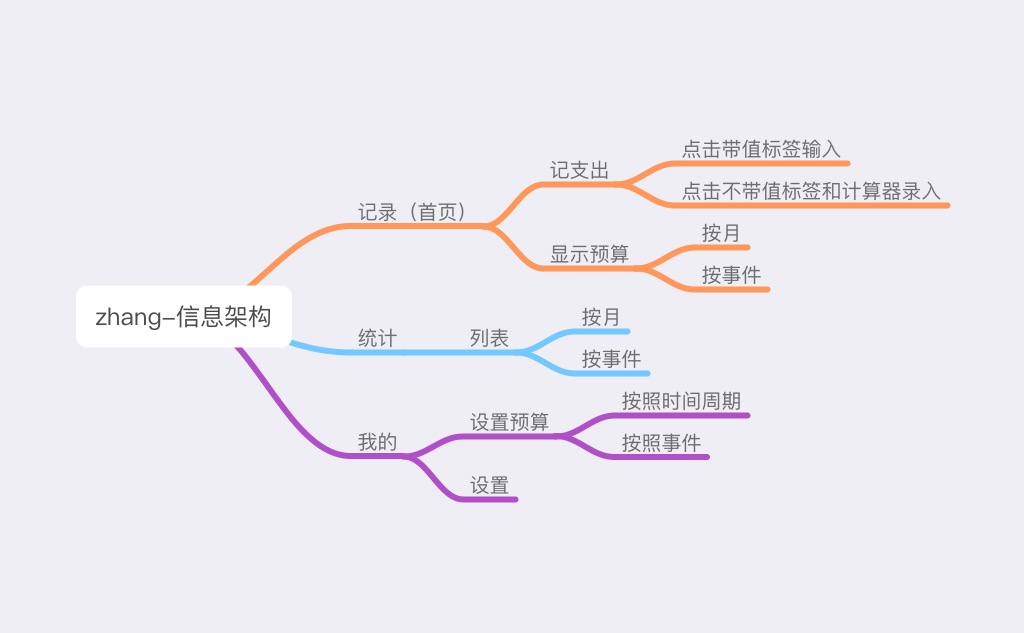 zhang-信息架构
记录（首页）
记支出
点击带值标签输入
点击不带值标签和计算器录入
显示预算
按月
按事件
统计
列表
按月
按事件
我的
设置预算
按照时间周期
按照事件
设置